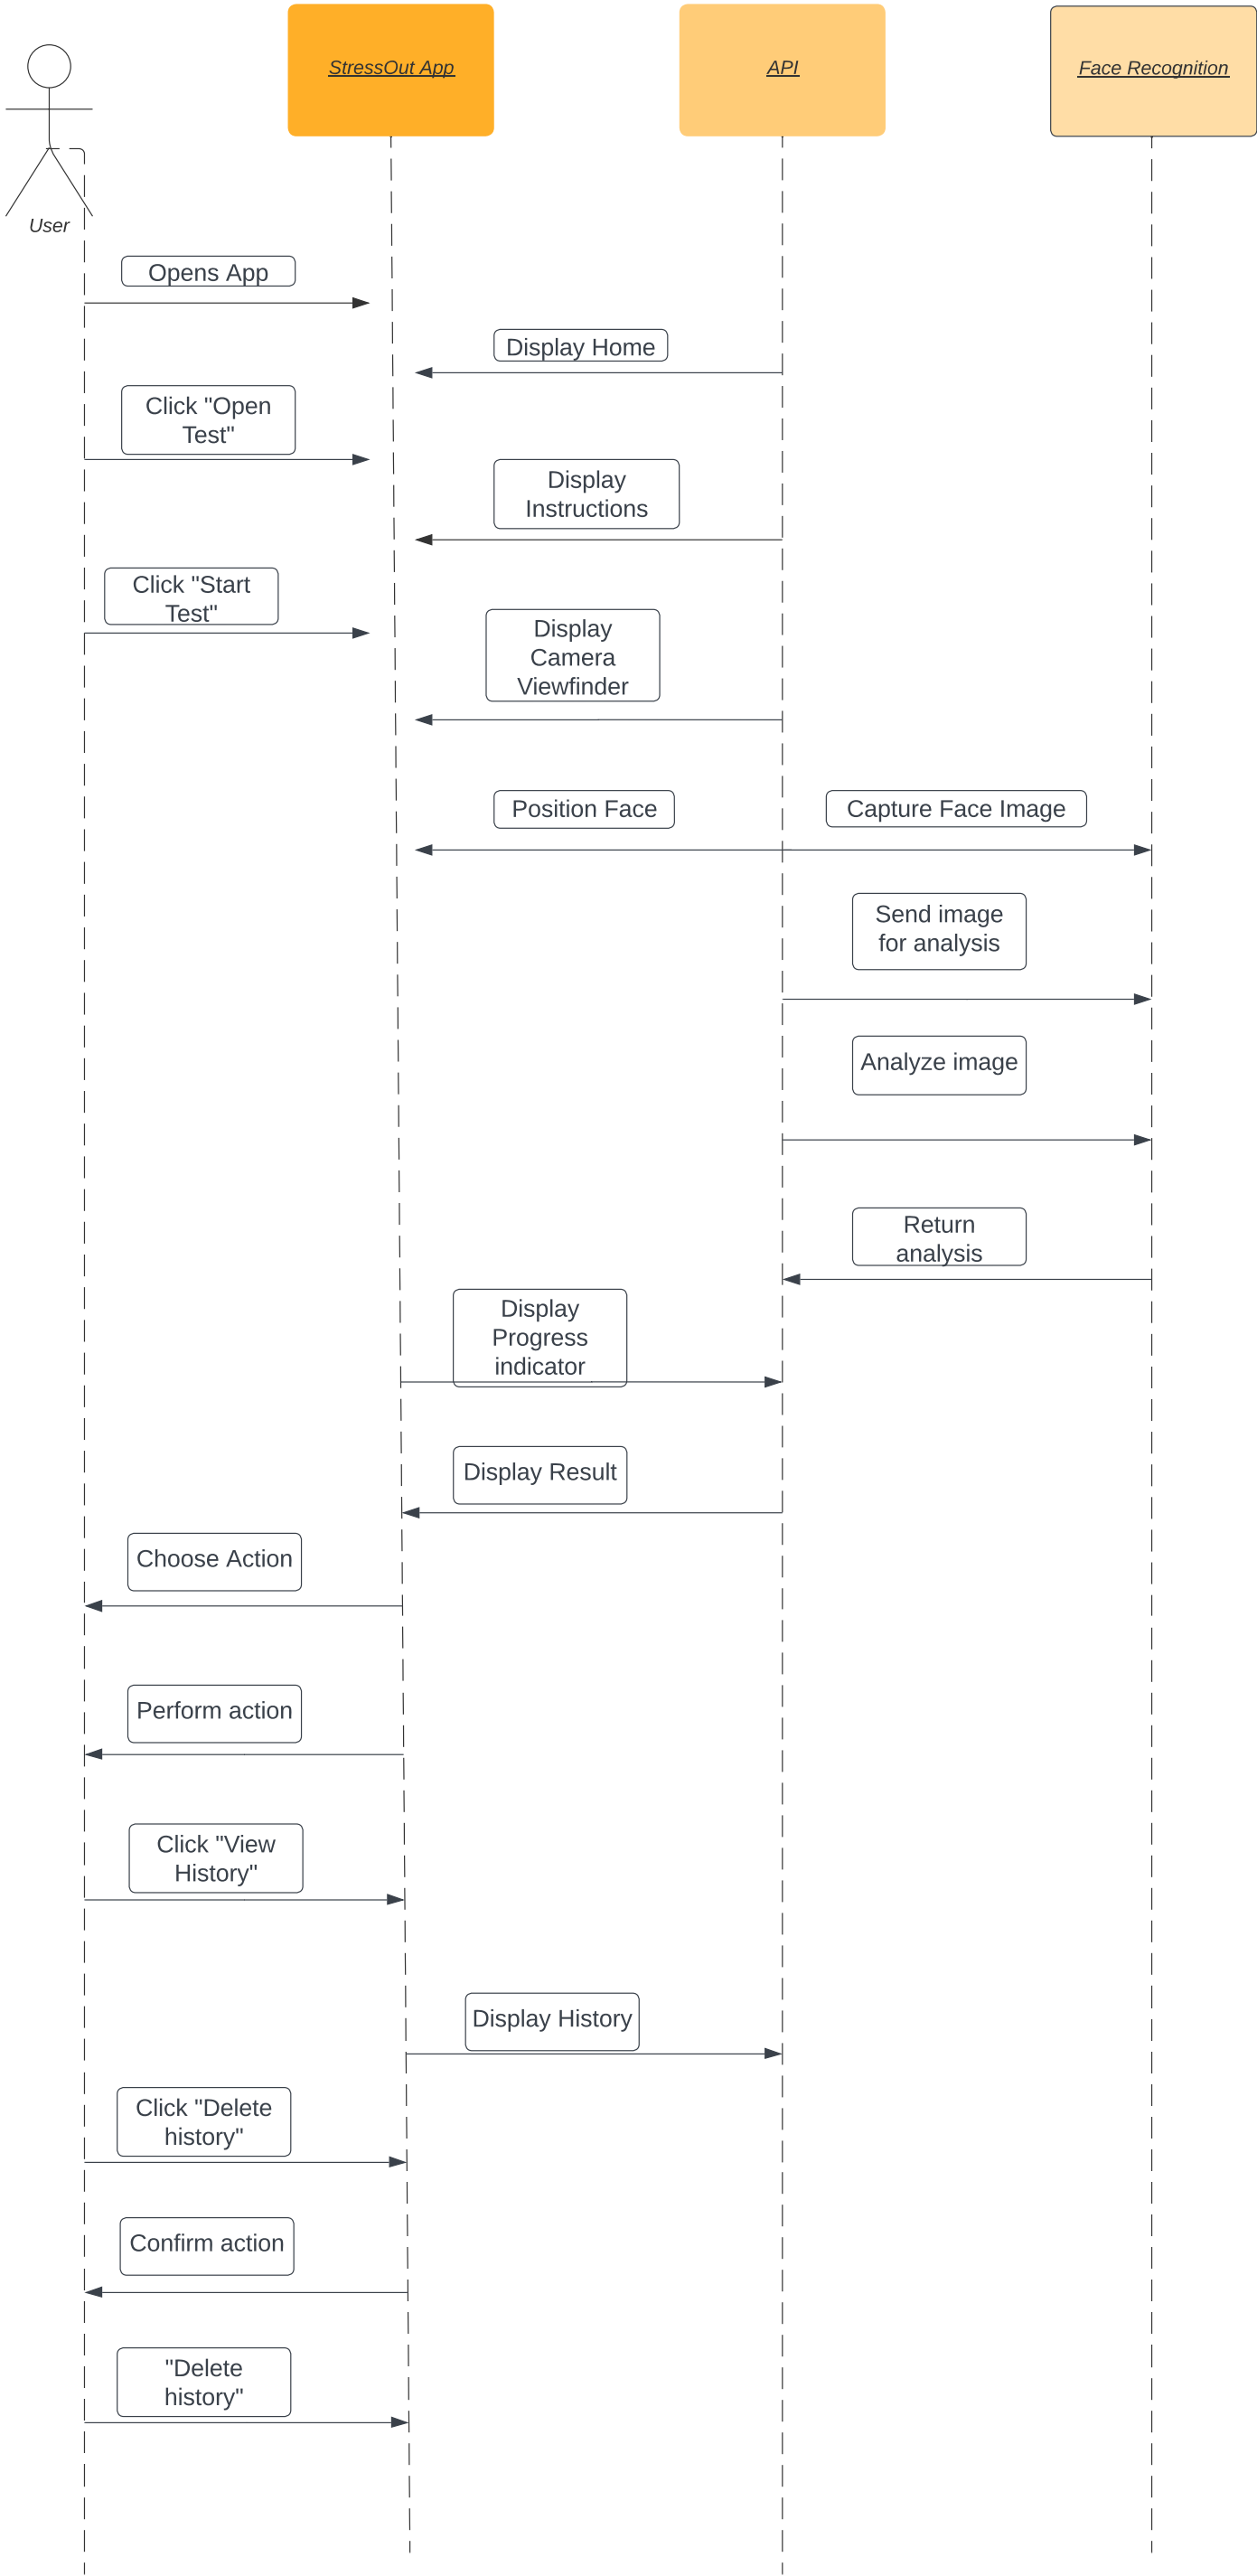 StressOut App
API
Face Recognition
User
Opens App
Display Home
Click "Open
Test"
Display
Instructions
Click "Start
Test"
Display
Camera
Viewfinder
Position Face
Capture Face Image
Send image
for analysis
Analyze image
Return
analysis
Display
Progress
indicator
Display Result
Choose Action
Perform action
Click "View
History"
Display History
Click "Delete
history"
Confirm action
"Delete
history"